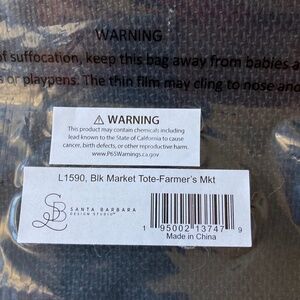 WARNING
of suffocation, keep this bag away from babies a
s or playpens. The thin film may cling to nose and
⚠ WARNING
This product may contain chemicals including
lead known to the State of California to cause
cancer, birth defects, or other reproductive harm.
www.P65Warnings.ca.gov
L1590, Blk Market Tote-Farmer's Mkt
SANTA BARBARA
DESIGN STUDIO
1 95002 13747 9
Made in China